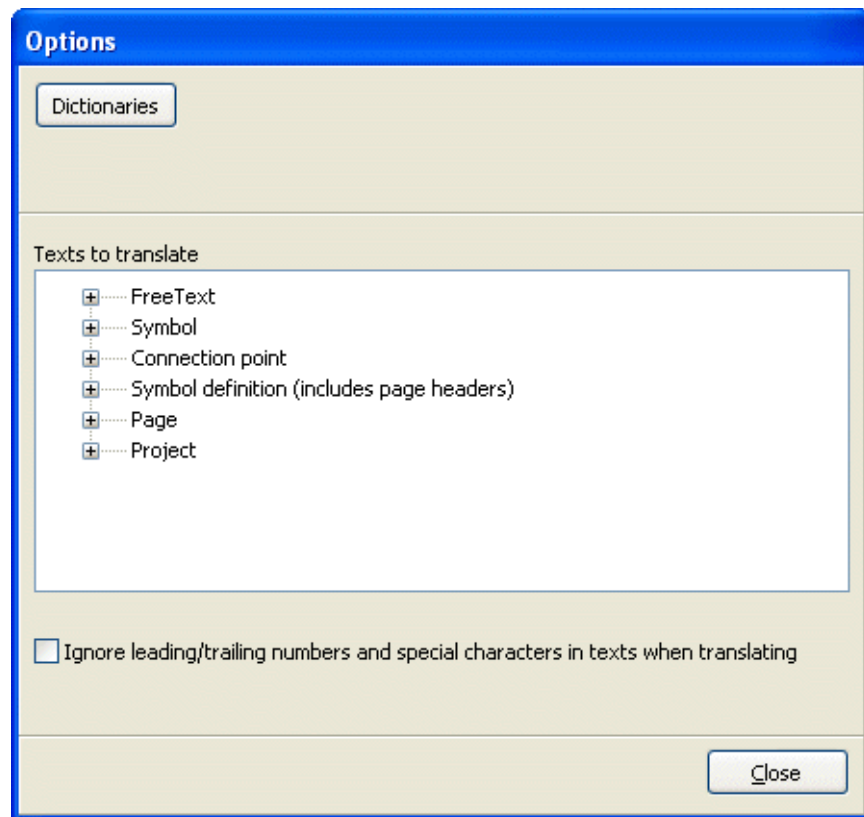 Options
Dictionaries
Texts to translate
FreeText
Symbol
Connection point
Symbol definition (includes page headers)
Page
Project
Ignore leading/trailing numbers and special characters in texts when translating
Close